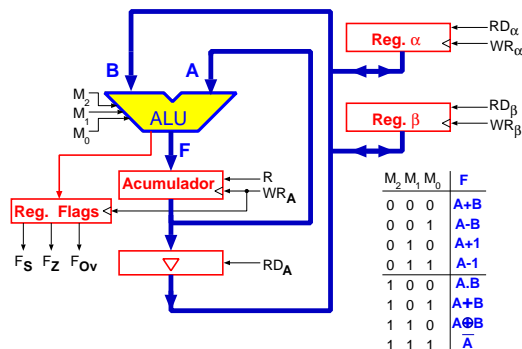 RDα
WRα
Reg. α
B
A
M2
M1
M0
ALU
RDβ
WRβ
Reg. β
F
Acumulador
R
WRA
Reg. Flags
FS
FZ
FOv
RDA
M2 M1 M0 F
0 0 0 A+B
0 0 1 A-B
0 1 0 A+1
0 1 1 A-1
1 0 0 A.B
1 0 1 A+B
1 1 0 A⊕B
1 1 1 A̅